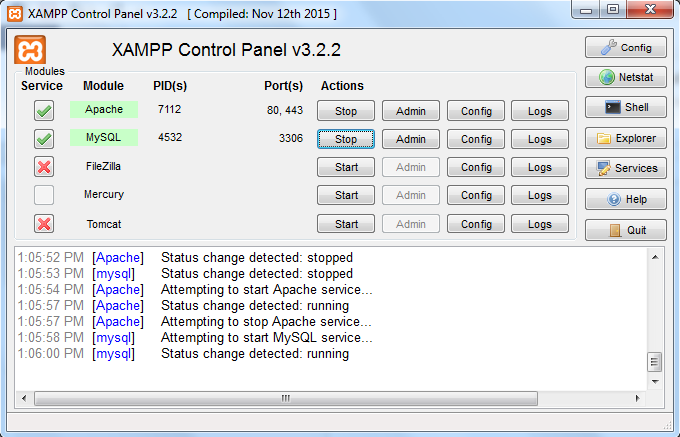 XAMPP Control Panel v3.2.2 [ Compiled: Nov 12th 2015 ]
XAMPP Control Panel v3.2.2
Config
Modules
Service Module PID(s) Port(s) Actions
Netstat
Apache 7112 80, 443 Stop Admin Config Logs
Shell
MySQL 4532 3306 Stop Admin Config Logs
Explorer
FileZilla Start Admin Config Logs
Services
Mercury Start Admin Config Logs
Help
Tomcat Start Admin Config Logs
Quit
1:05:52 PM [Apache] Status change detected: stopped
1:05:53 PM [mysql] Status change detected: stopped
1:05:54 PM [Apache] Attempting to start Apache service...
1:05:57 PM [Apache] Status change detected: running
1:05:57 PM [Apache] Attempting to stop Apache service...
1:05:58 PM [mysql] Attempting to start MySQL service...
1:06:00 PM [mysql] Status change detected: running